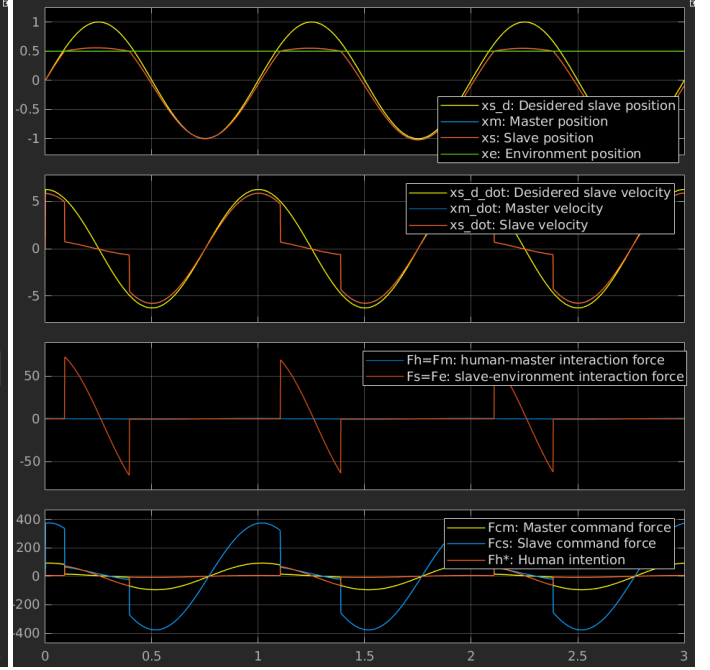 1
0.5
0
-0.5
-1
xs_d: Desidered slave position
xm: Master position
xs: Slave position
xe: Environment position
5
0
-5
xs_d_dot: Desidered slave velocity
xm_dot: Master velocity
xs_dot: Slave velocity
50
0
-50
Fh=Fm: human-master interaction force
Fs=Fe: slave-environment interaction force
400
200
0
-200
-400
Fcm: Master command force
Fcs: Slave command force
Fh*: Human intention
0 0.5 1 1.5 2 2.5 3